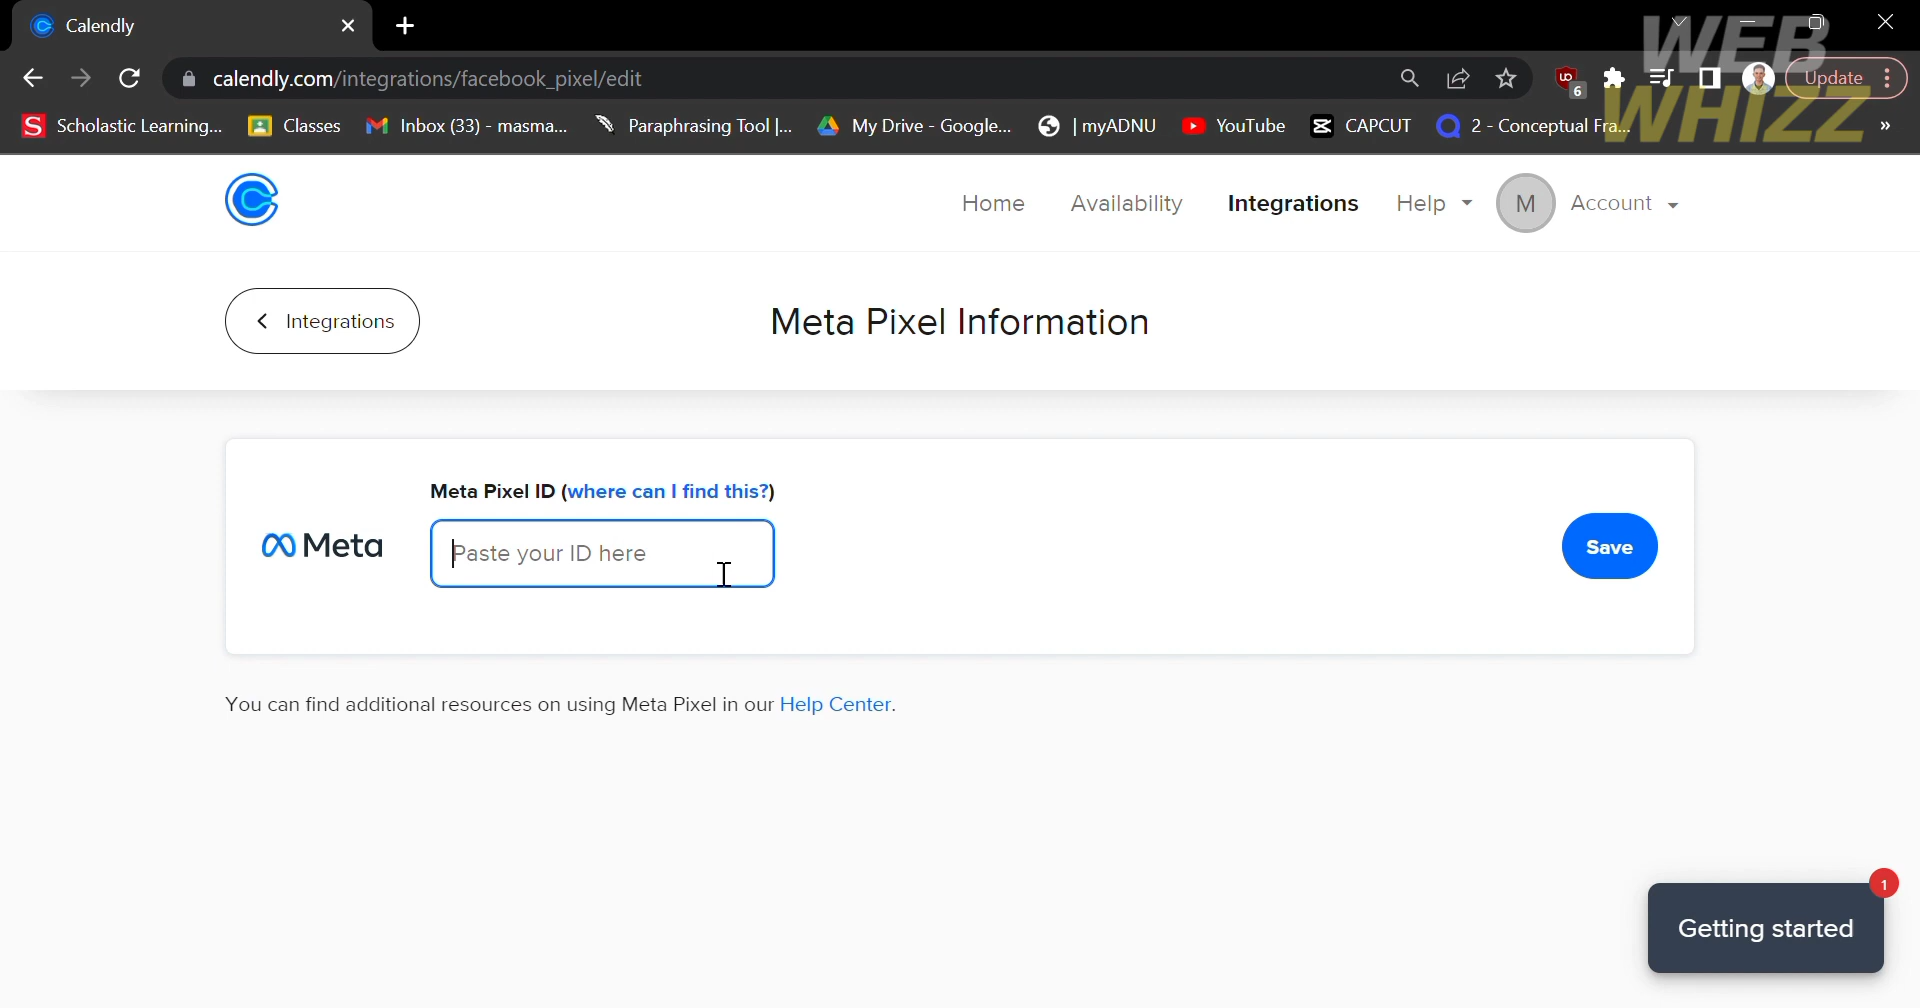 Calendly
WEB
WHIZZ
calendly.com/integrations/facebook_pixel/edit
6
Update
Scholastic Learning...
Classes
Inbox (33) - masma...
Paraphrasing Tool |...
My Drive - Google...
| myADNU
YouTube
CAPCUT
2 - Conceptual Fra...
»
Home
Availability
Integrations
Help
M
Account
Integrations
Meta Pixel Information
Meta Pixel ID (where can I find this?)
Meta
Paste your ID here
Save
You can find additional resources on using Meta Pixel in our Help Center.
1
Getting started